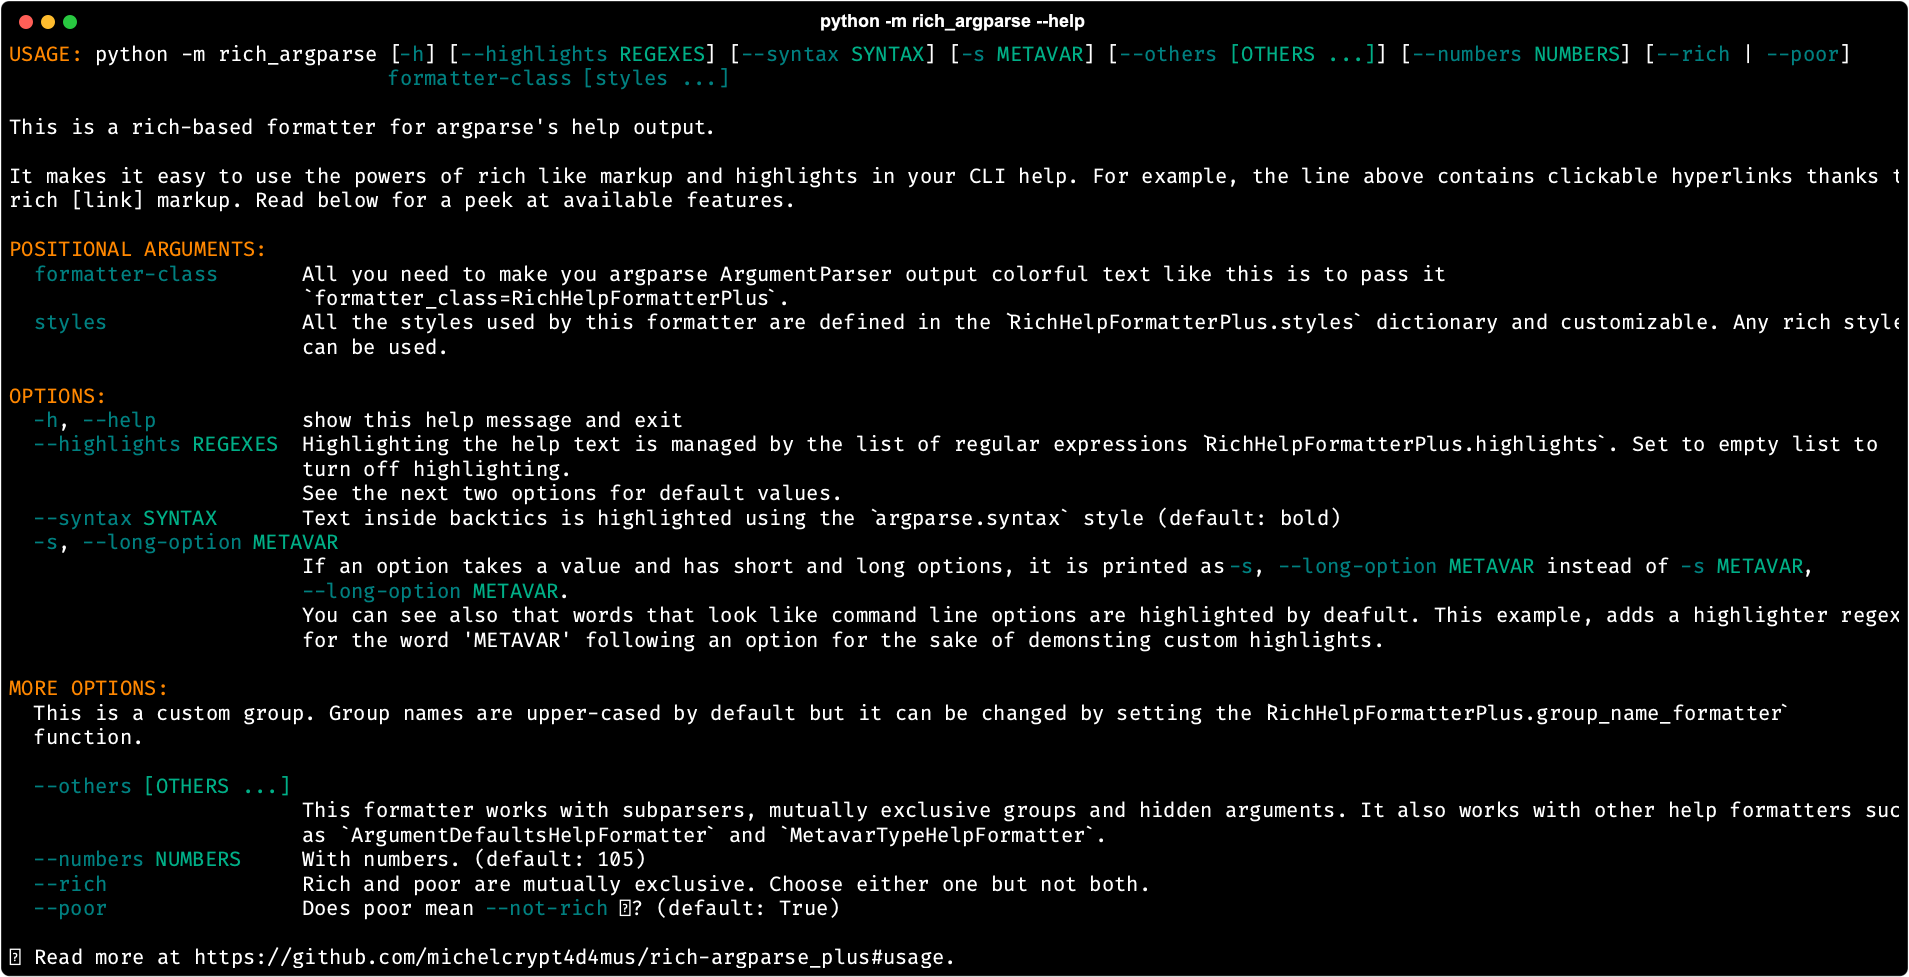 python -m rich_argparse --help
USAGE: python -m rich_argparse [-h] [--highlights REGEXES] [--syntax SYNTAX] [-s METAVAR] [--others [OTHERS ...]] [--numbers NUMBERS] [--rich | --poor]
formatter-class [styles ...]
This is a rich-based formatter for argparse's help output.
It makes it easy to use the powers of rich like markup and highlights in your CLI help. For example, the line above contains clickable hyperlinks thanks t
rich [link] markup. Read below for a peek at available features.
POSITIONAL ARGUMENTS:
formatter-class All you need to make you argparse ArgumentParser output colorful text like this is to pass it
`formatter_class=RichHelpFormatterPlus`.
styles All the styles used by this formatter are defined in the `RichHelpFormatterPlus.styles` dictionary and customizable. Any rich style
can be used.
OPTIONS:
-h, --help show this help message and exit
--highlights REGEXES Highlighting the help text is managed by the list of regular expressions `RichHelpFormatterPlus.highlights`. Set to empty list to
turn off highlighting.
See the next two options for default values.
--syntax SYNTAX Text inside backtics is highlighted using the `argparse.syntax` style (default: bold)
-s, --long-option METAVAR
If an option takes a value and has short and long options, it is printed as -s, --long-option METAVAR instead of -s METAVAR,
--long-option METAVAR.
You can see also that words that look like command line options are highlighted by deafult. This example, adds a highlighter regex
for the word 'METAVAR' following an option for the sake of demonsting custom highlights.
MORE OPTIONS:
This is a custom group. Group names are upper-cased by default but it can be changed by setting the `RichHelpFormatterPlus.group_name_formatter`
function.
--others [OTHERS ...]
This formatter works with subparsers, mutually exclusive groups and hidden arguments. It also works with other help formatters suc
as `ArgumentDefaultsHelpFormatter` and `MetavarTypeHelpFormatter`.
--numbers NUMBERS With numbers. (default: 105)
--rich Rich and poor are mutually exclusive. Choose either one but not both.
--poor Does poor mean --not-rich ? (default: True)
Read more at https://github.com/michelcrypt4d4mus/rich-argparse_plus#usage.